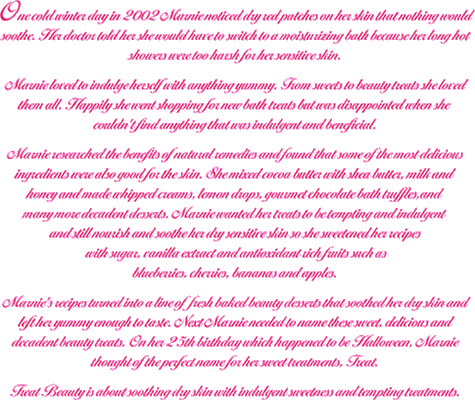 One cold winter day in 2002 Marnie noticed dry red patches on her skin that nothing would
soothe. Her doctor told her she would have to switch to a moisturizing bath because her long hot
showers were too harsh for her sensitive skin.
Marnie loved to indulge herself with anything yummy. From sweets to beauty treats she loved
them all. Happily she went shopping for new bath treats but was disappointed when she
couldn't find anything that was indulgent and beneficial.
Marnie researched the benefits of natural remedies and found that some of the most delicious
ingredients were also good for the skin. She mixed cocoa butter with shea butter, milk and
honey and made whipped creams, lemon drops, gourmet chocolate bath truffles,and
many more decadent desserts. Marnie wanted her treats to be tempting and indulgent
and still nourish and soothe her dry sensitive skin so she sweetened her recipes
with sugar, vanilla extract and antioxidant rich fruits such as
blueberries, cherries, bananas and apples.
Marnie's recipes turned into a line of fresh baked beauty desserts that soothed her dry skin and
left her yummy enough to taste. Next Marnie needed to name these sweet, delicious and
decadent beauty treats. On her 25th birthday which happened to be Halloween, Marnie
thought of the perfect name for her sweet treatments, Treat.
Treat Beauty is about soothing dry skin with indulgent sweetness and tempting treatments.